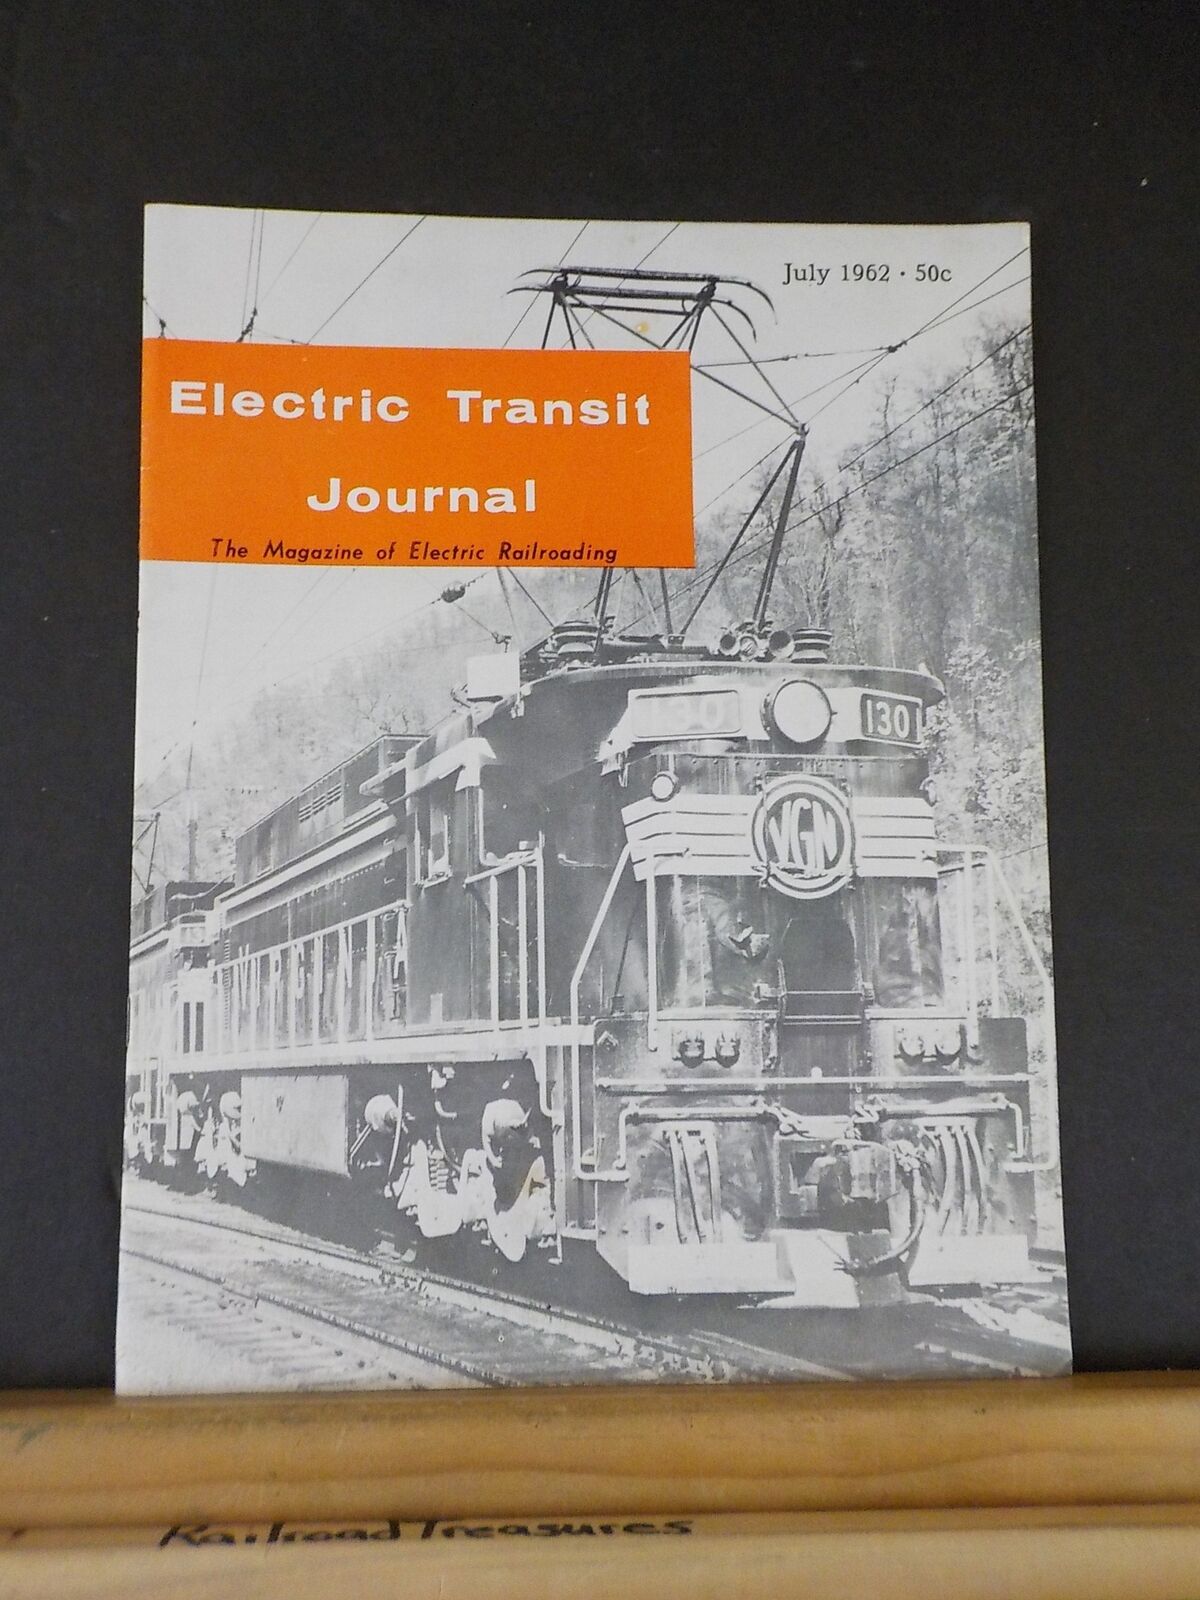 July 1962 · 50c
Electric Transit
Journal
The Magazine of Electric Railroading
130
130
VGN
VIRGINIA
Railroad Treasures